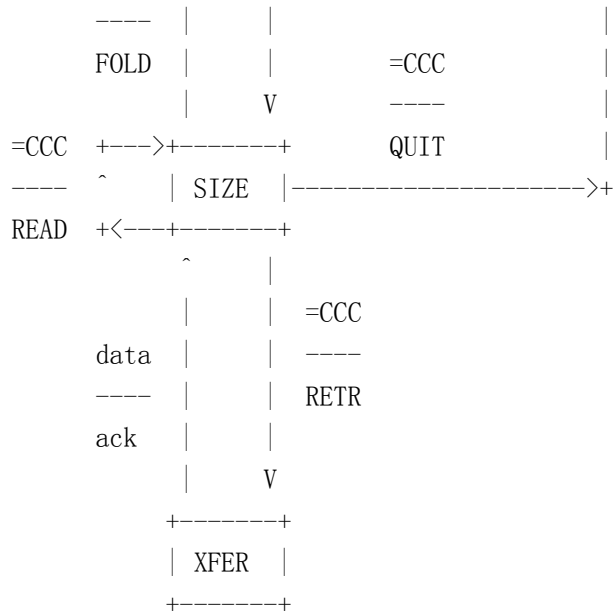 ---- | | |
FOLD | | =CCC |
| V ---- |
=CCC +--->+-------+ QUIT |
---- ^ | SIZE |--------------------->+
READ +<---+-------+
^ |
| | =CCC
data | | ----
---- | | RETR
ack | |
| V
+-------+
| XFER |
+-------+